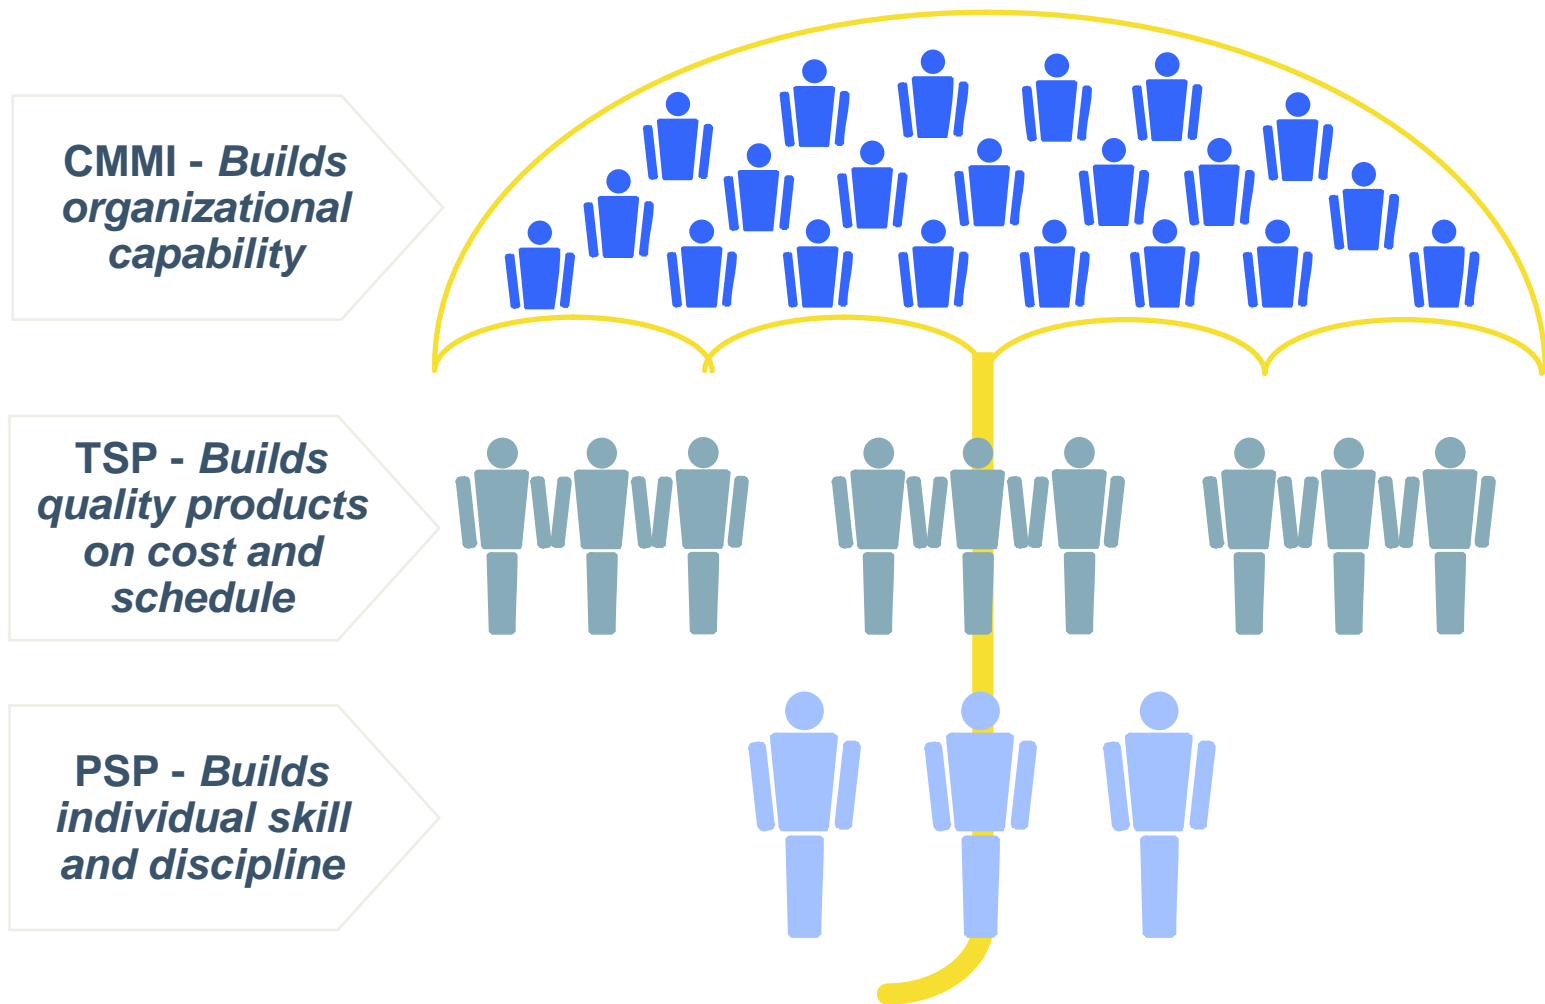 CMMI - Builds
organizational
capability
TSP - Builds
quality products
on cost and
schedule
PSP - Builds
individual skill
and discipline